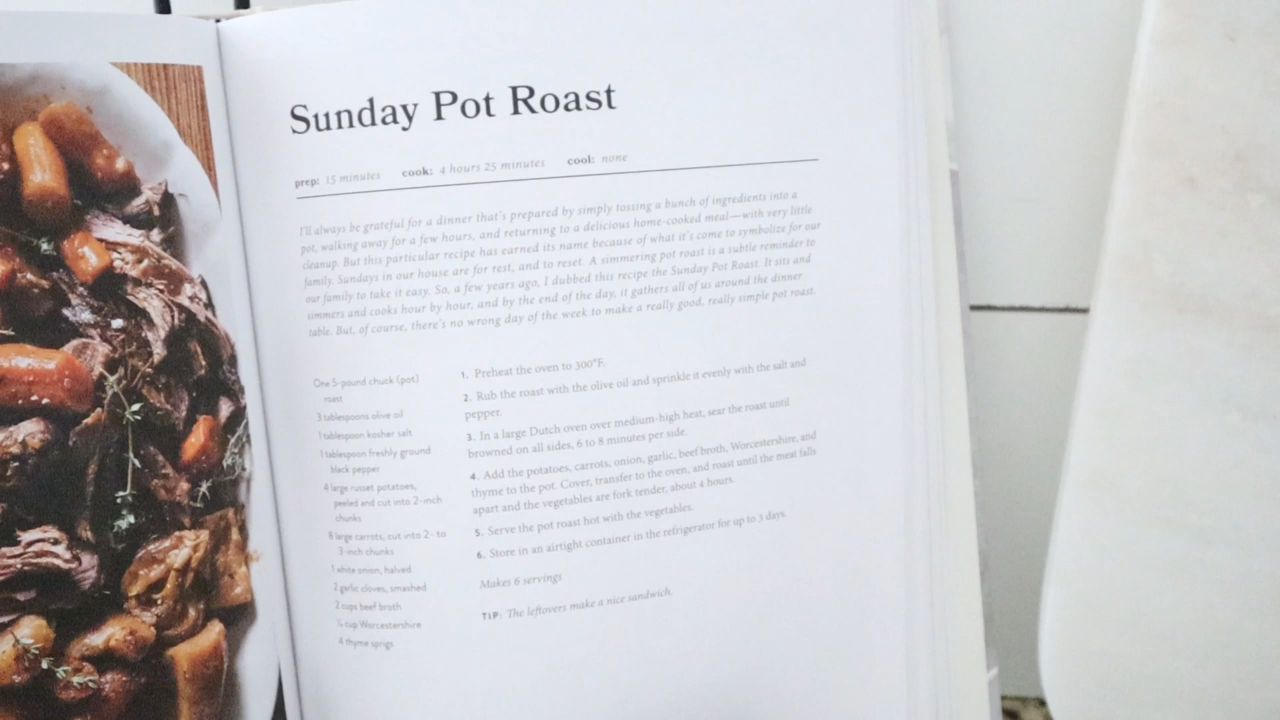 Sunday Pot Roast
prep: 15 minutes cook: 4 hours 25 minutes cool: none
I'll always be grateful for a dinner that's prepared by simply tossing a bunch of ingredients into a
pot, walking away for a few hours, and returning to a delicious home-cooked meal—with very little
cleanup. But this particular recipe has earned its name because of what it's come to symbolize for our
family. Sundays in our house are for rest, and to reset. A simmering pot roast is a subtle reminder to
our family to take it easy. So, a few years ago, I dubbed this recipe the Sunday Pot Roast. It sits and
simmers and cooks hour by hour, and by the end of the day, it gathers all of us around the dinner
table. But, of course, there's no wrong day of the week to make a really good, really simple pot roast.
One 5-pound chuck (pot)
roast
3 tablespoons olive oil
1 tablespoon kosher salt
1 tablespoon freshly ground
black pepper
4 large russet potatoes,
peeled and cut into 2-inch
chunks
8 large carrots, cut into 2- to
3-inch chunks
1 white onion, halved
2 garlic cloves, smashed
2 cups beef broth
cup Worcestershire
4 thyme sprigs
1. Preheat the oven to 300°F.
2. Rub the roast with the olive oil and sprinkle it evenly with the salt and
pepper.
3. In a large Dutch oven over medium-high heat, sear the roast until
browned on all sides, 6 to 8 minutes per side.
4. Add the potatoes, carrots, onion, garlic, beef broth, Worcestershire, and
thyme to the pot. Cover, transfer to the oven, and roast until the meat falls
apart and the vegetables are fork tender, about 4 hours.
5. Serve the pot roast hot with the vegetables.
6. Store in an airtight container in the refrigerator for up to 3 days.
Makes 6 servings
TIP: The leftovers make a nice sandwich.